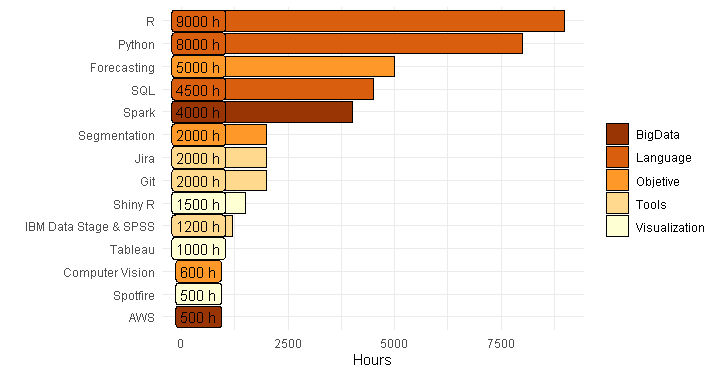 R 9000 h
Python 8000 h
Forecasting 5000 h
SQL 4500 h
Spark 4000 h
Segmentation 2000 h
Jira 2000 h
Git 2000 h
Shiny R 1500 h
IBM Data Stage & SPSS 1200 h
Tableau 1000 h
Computer Vision 600 h
Spotfire 500 h
AWS 500 h
0 2500 5000 7500
Hours
BigData
Language
Objetive
Tools
Visualization